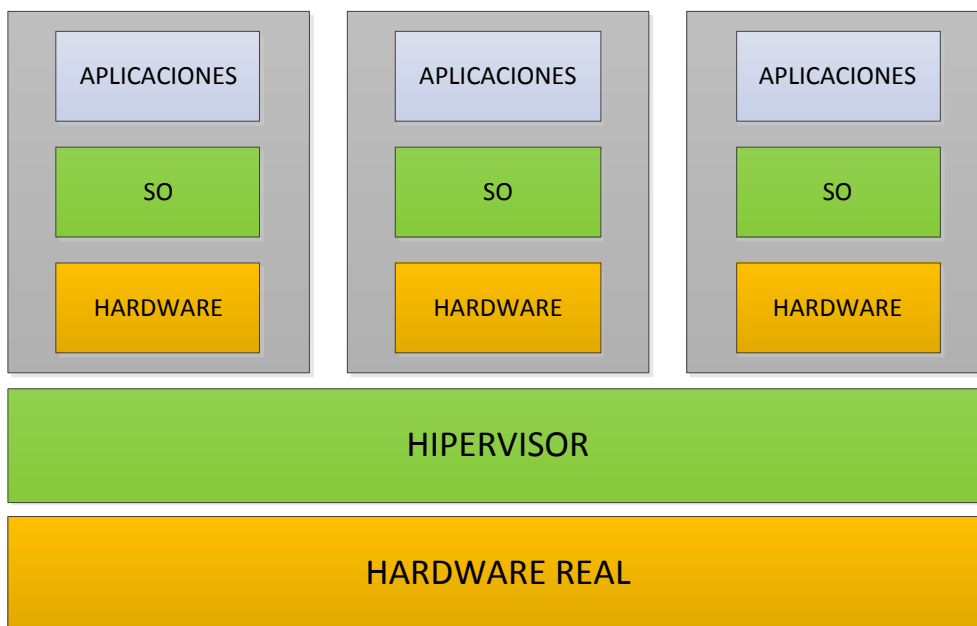 APLICACIONES
APLICACIONES
APLICACIONES
SO
SO
SO
HARDWARE
HARDWARE
HARDWARE
HIPERVISOR
HARDWARE REAL